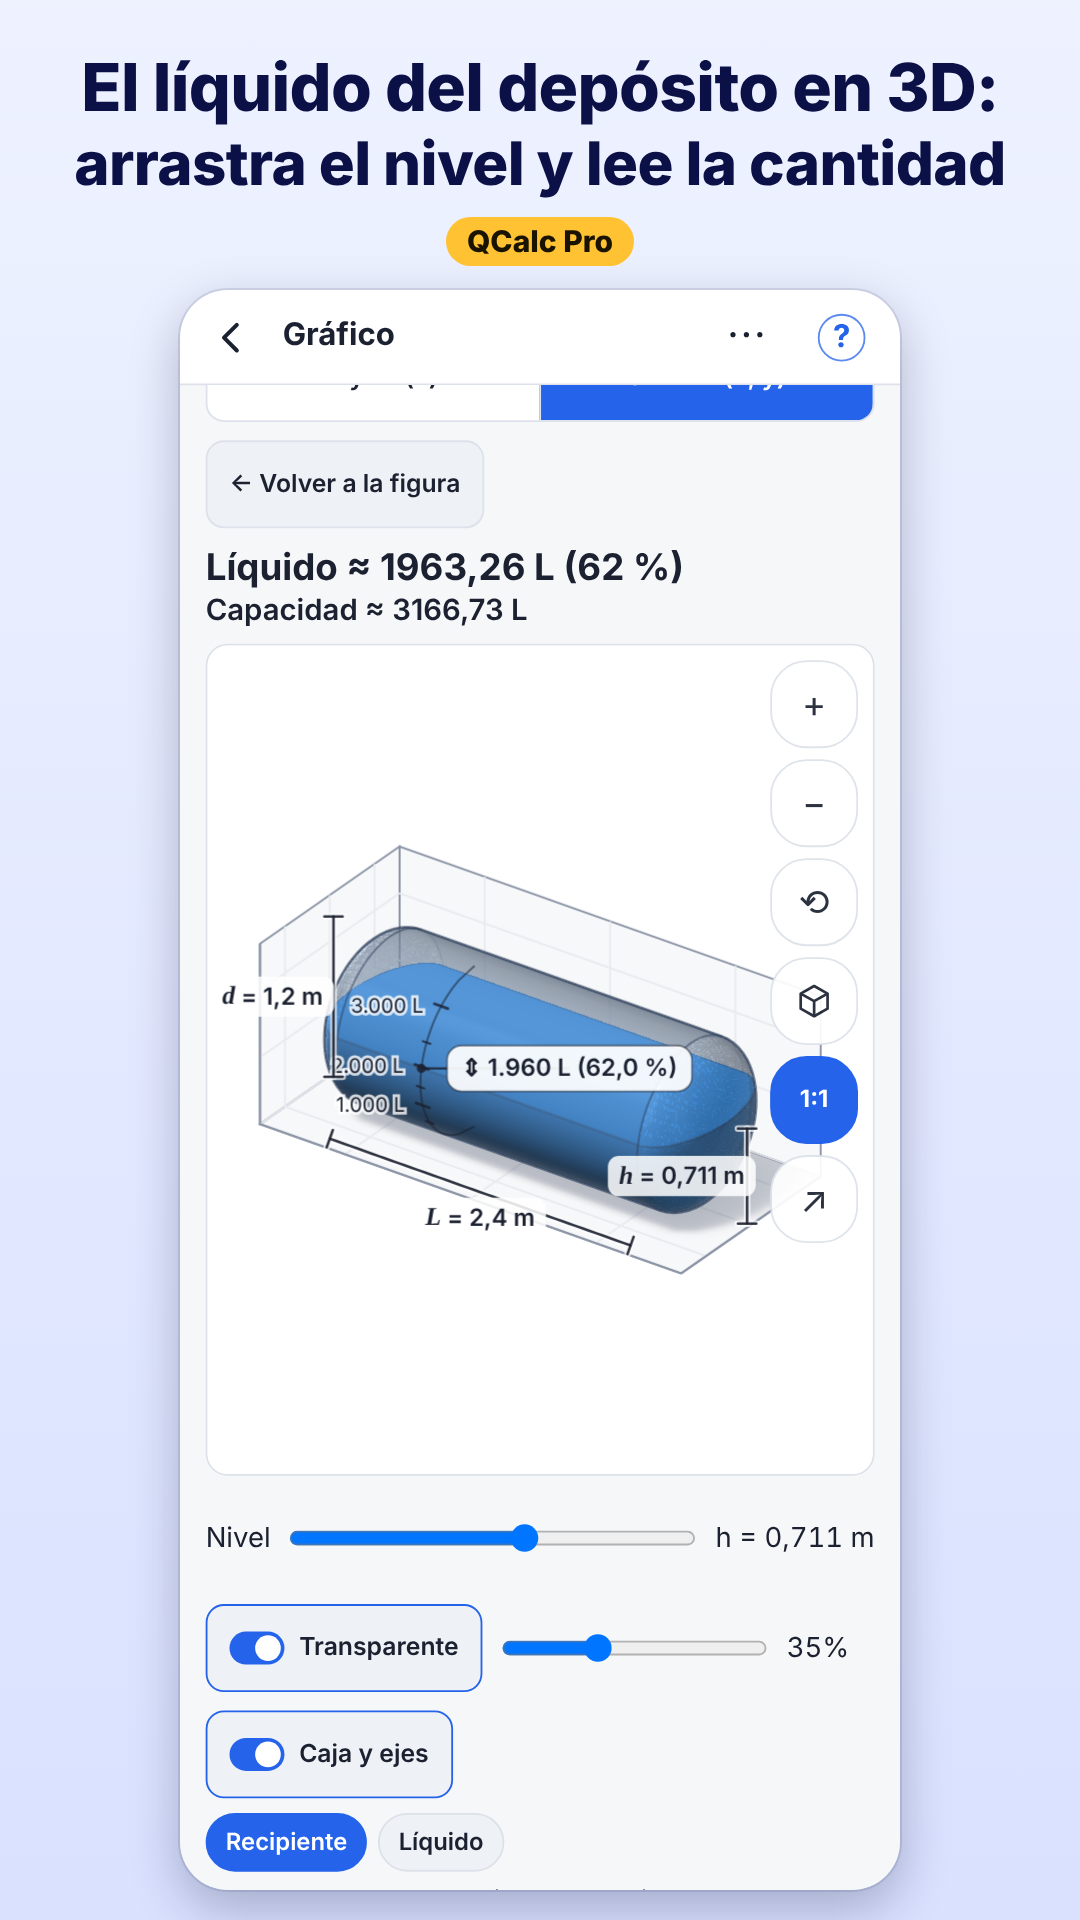 El líquido del depósito en 3D:
arrastra el nivel y lee la cantidad
QCalc Pro
Gráfico
?
← Volver a la figura
Líquido ≈ 1963,26 L (62 %)
Capacidad ≈ 3166,73 L
+
−
d = 1,2 m
3.000 L
2.000 L
⇕ 1.960 L (62,0 %)
1:1
1.000 L
h = 0,711 m
L = 2,4 m
Nivel h = 0,711 m
Transparente 35%
Caja y ejes
Recipiente Líquido